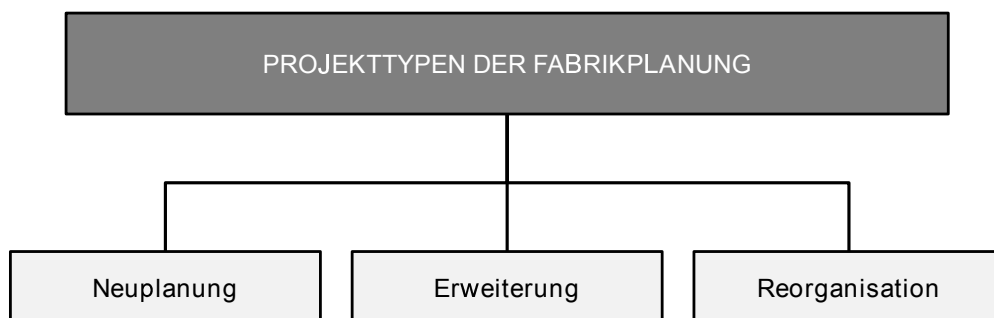 PROJEKTTYPEN DER FABRIKPLANUNG
Neuplanung
Erweiterung
Reorganisation